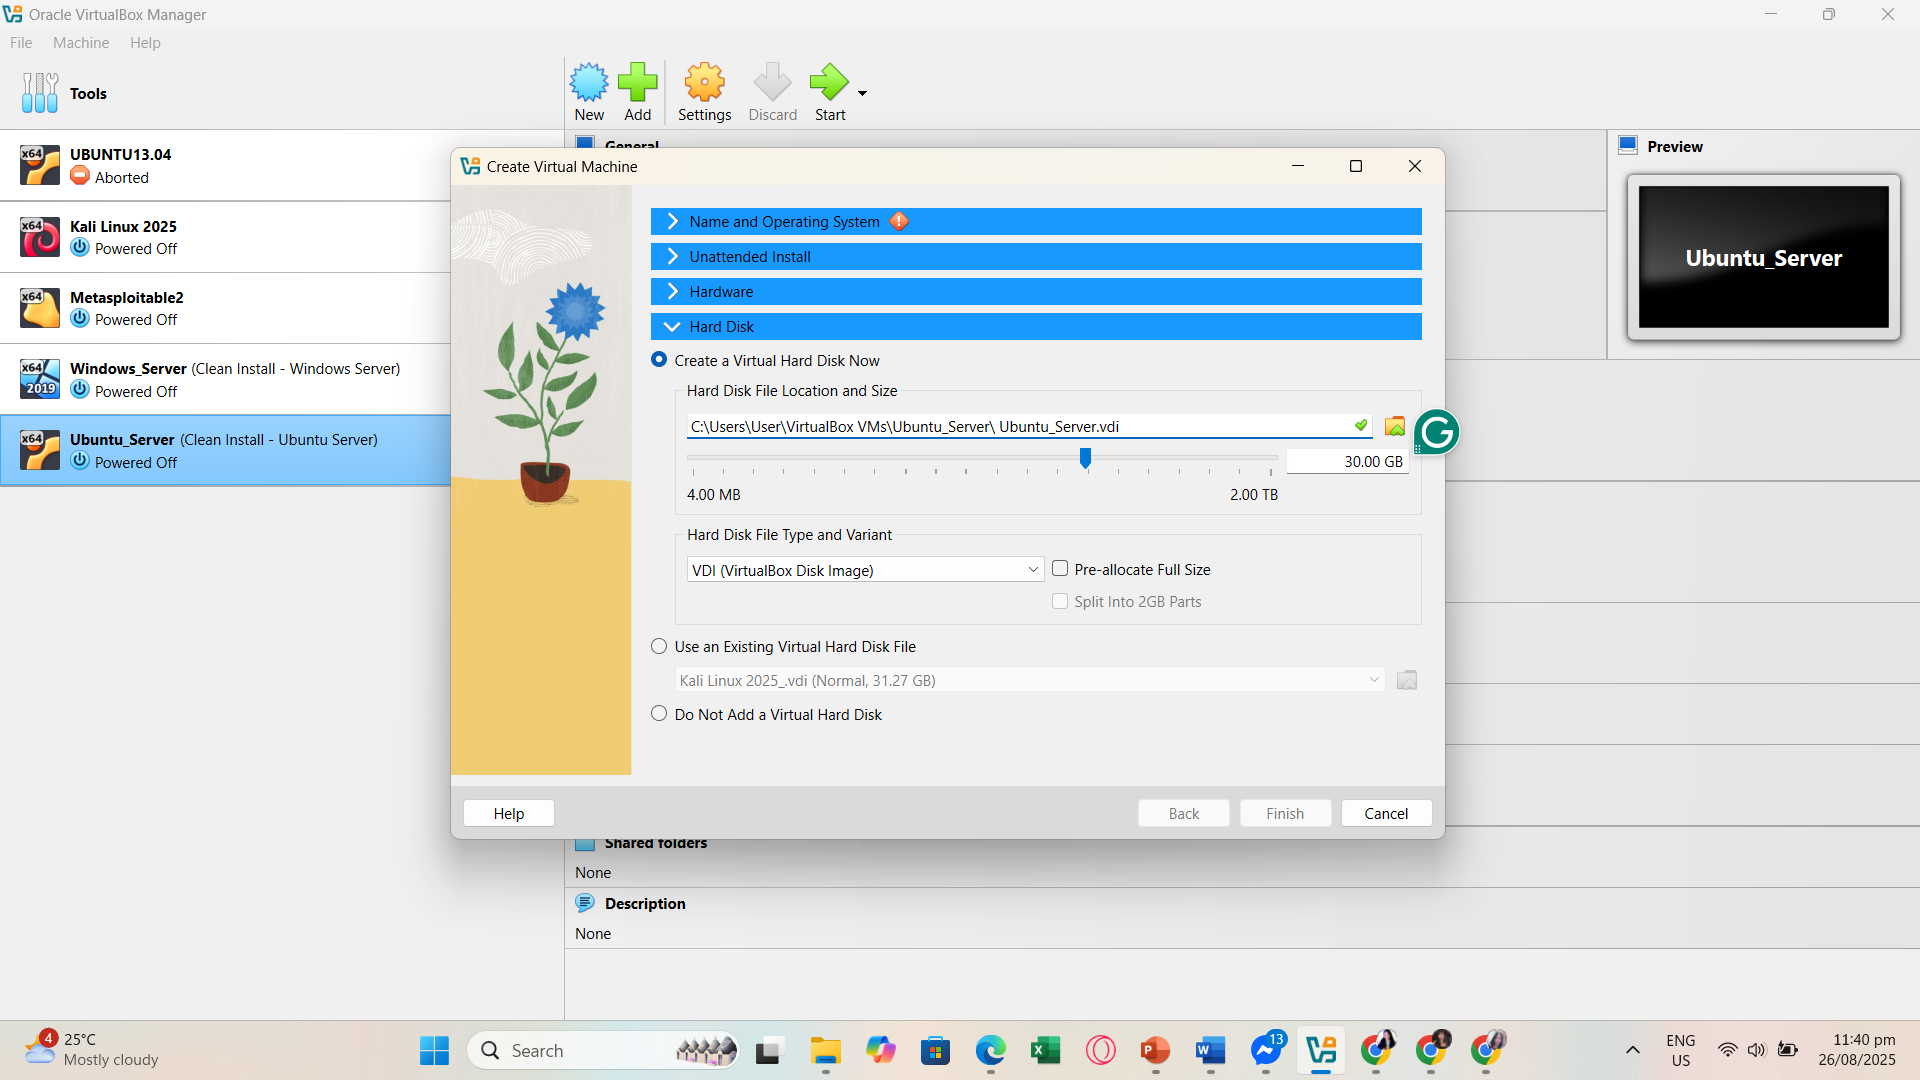 Oracle VirtualBox Manager
File Machine Help
Tools
New Add Settings Discard Start
x64 UBUNTU13.04
Aborted
x64 Kali Linux 2025
Powered Off
x64 Metasploitable2
Powered Off
x64 2019 Windows_Server (Clean Install - Windows Server)
Powered Off
x64 Ubuntu_Server (Clean Install - Ubuntu Server)
Powered Off
General
Preview
Ubuntu_Server
Create Virtual Machine
Name and Operating System
Unattended Install
Hardware
Hard Disk
Create a Virtual Hard Disk Now
Hard Disk File Location and Size
C:\Users\User\VirtualBox VMs\Ubuntu_Server\ Ubuntu_Server.vdi
30.00 GB
4.00 MB 2.00 TB
Hard Disk File Type and Variant
VDI (VirtualBox Disk Image) Pre-allocate Full Size
Split Into 2GB Parts
Use an Existing Virtual Hard Disk File
Kali Linux 2025_.vdi (Normal, 31.27 GB)
Do Not Add a Virtual Hard Disk
Help Back Finish Cancel
Shared folders
None
Description
None
4 25°C
Mostly cloudy
Search
13
ENG
US
11:40 pm
26/08/2025